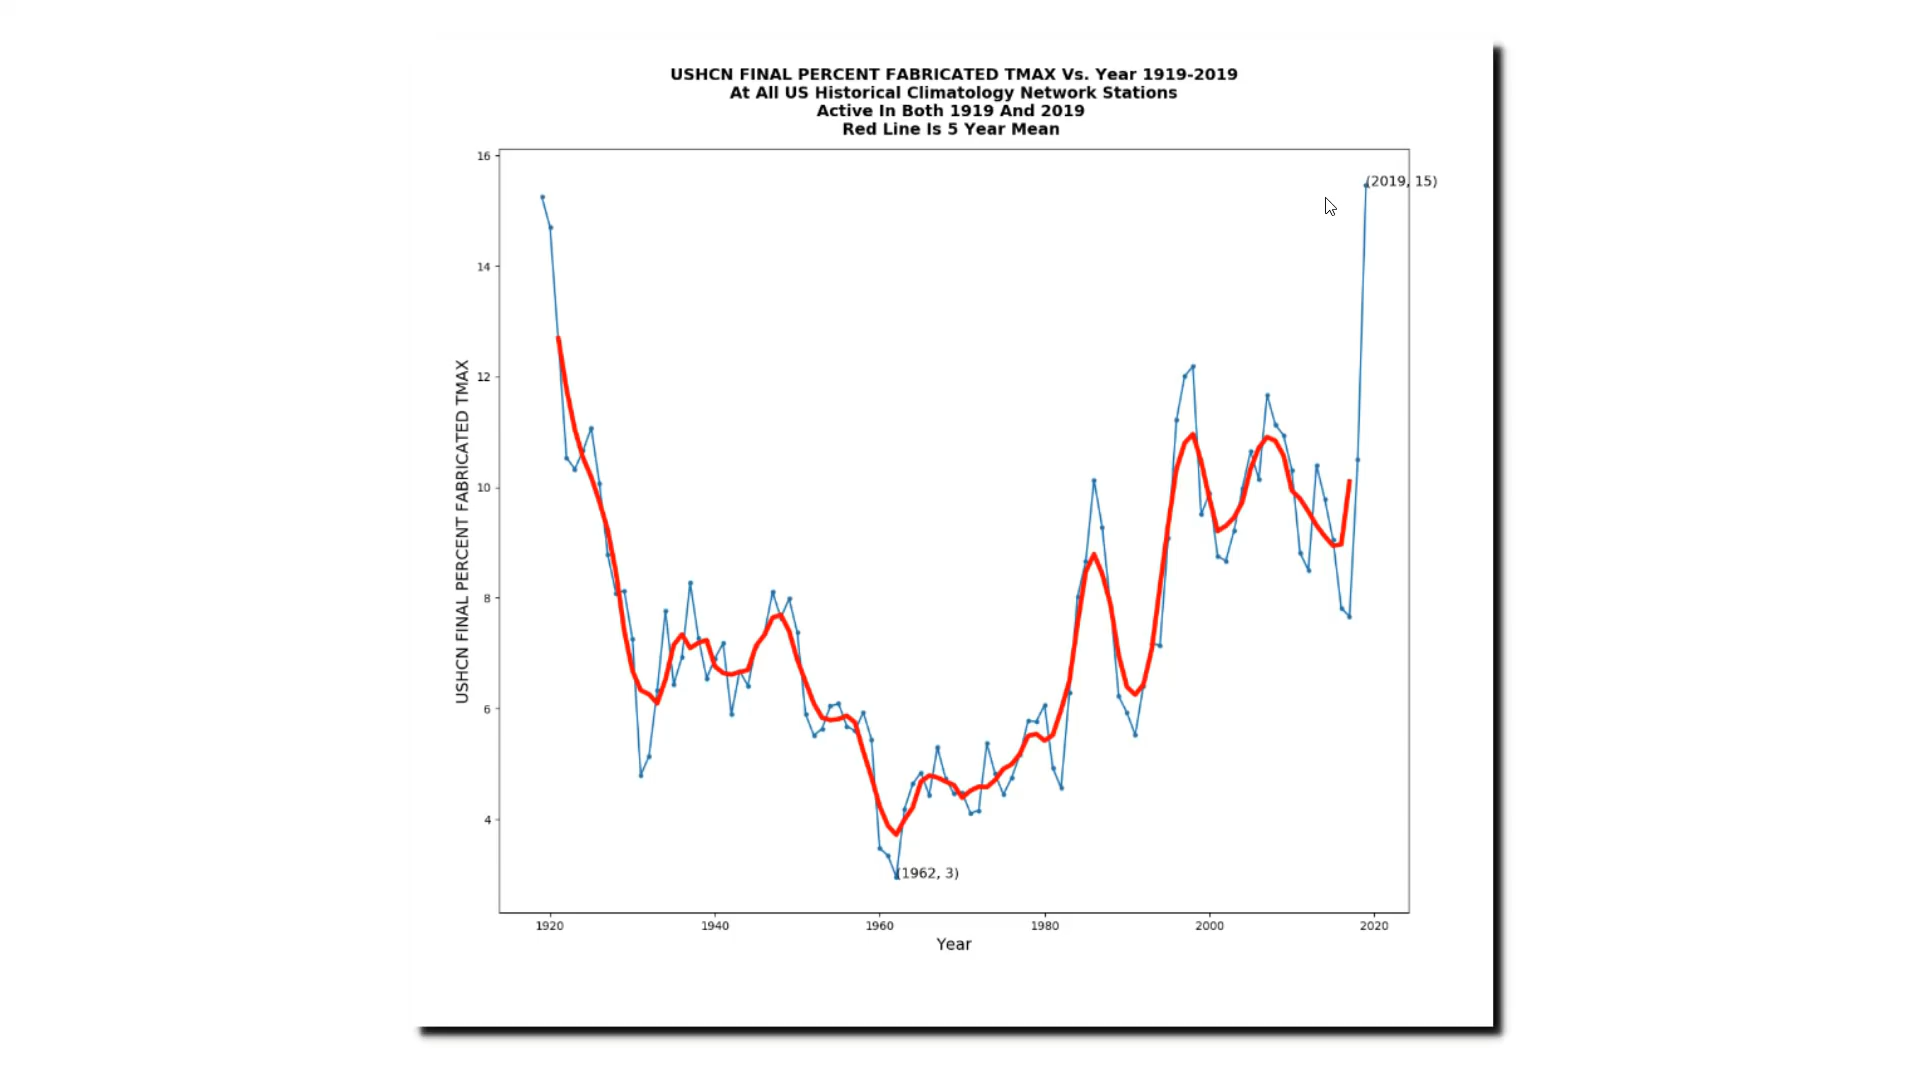 USHCN FINAL PERCENT FABRICATED TMAX Vs. Year 1919-2019
At All US Historical Climatology Network Stations
Active In Both 1919 And 2019
Red Line Is 5 Year Mean
USHCN FINAL PERCENT FABRICATED TMAX
16
14
12
10
8
6
4
(2019, 15)
(1962, 3)
1920
1940
1960
1980
2000
2020
Year